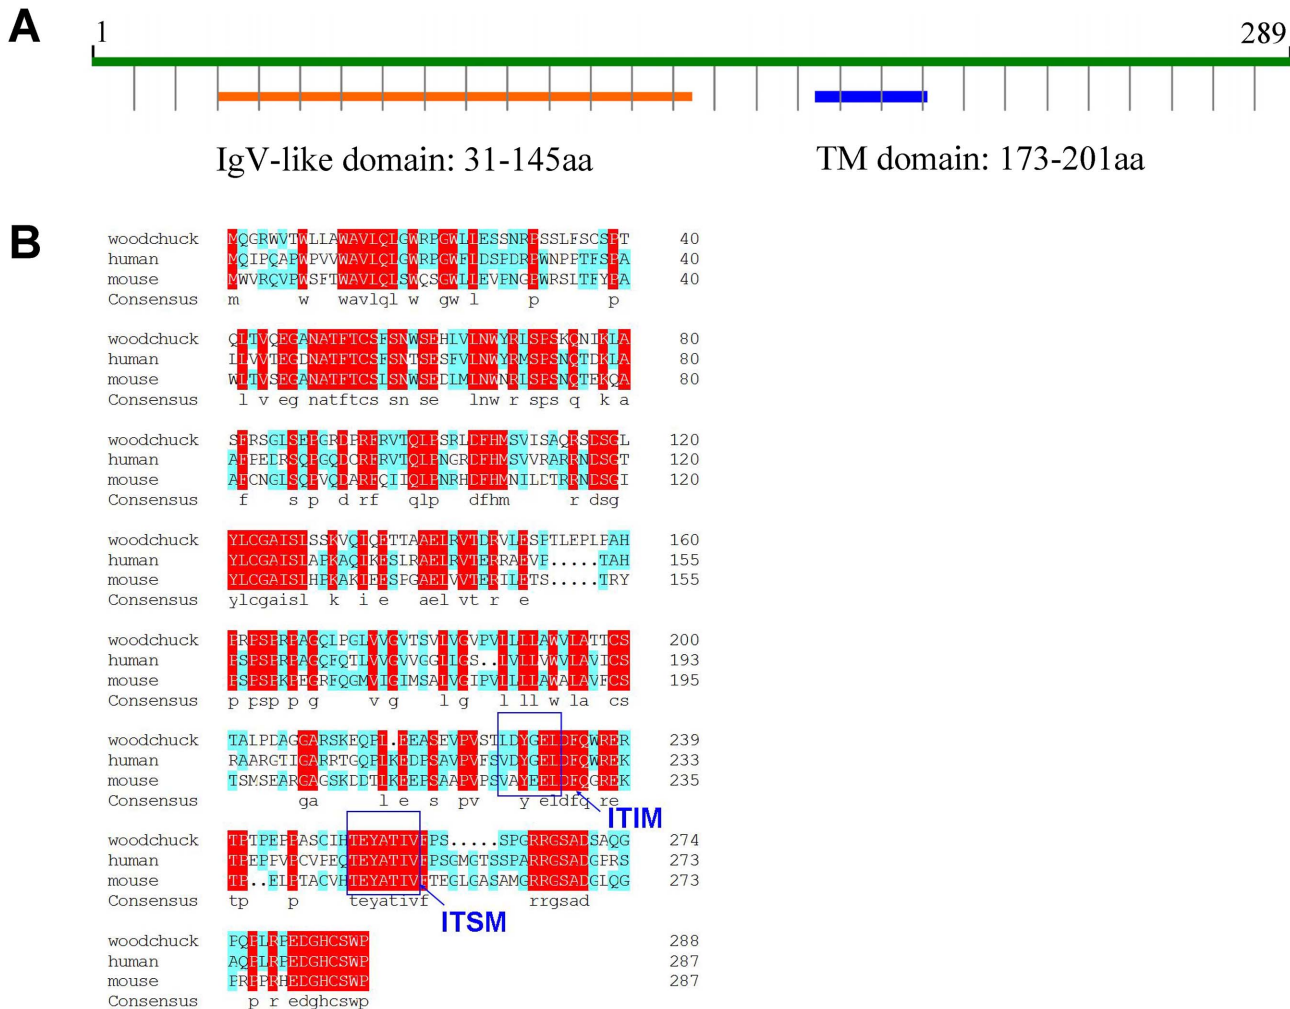 A
1 289
IgV-like domain: 31-145aa TM domain: 173-201aa
B
woodchuck MQGRWVTWLLAWAVLQLGWRPGWLLESSNRPSSLFSCSPT 40
human MQIPQAPWPVVWAVLQLGWRPGWFLDSPDRPWNPPTFSPA 40
mouse MWVRQVPWSFTWAVLQLSWQSGWLLEVPNGPWRSLTFYPA 40
Consensus m w wavlql w gw l p p
woodchuck QLTVQEGANATFTCSFSNWSEHLVLNWYRLSPSKQNIKLA 80
human LLVVTEGDNATFTCSFSNTSESFVLNWYRMSPSNQTDKLA 80
mouse WLTVSEGANATFTCSLSNWSEDLMLNWNRLSPSNQTEKQA 80
Consensus l v eg natftcs sn se lnw r sps q k a
woodchuck SFRSGLSEPGRDPRFRVTQLPSRLDFHMSVISAQRSDSGL 120
human AFPEDRSQPGQDCRFRVTQLPNGRDFHMSVVRARRNDSGT 120
mouse AFCNGLSQPVQDARFQIIQLPNRHDFHMNILDTRRNDSGI 120
Consensus f s p d rf qlp dfhm r dsg
woodchuck YLCGAISLSSKVQIQETTAAELRVTDRVLESPTLEPLPAH 160
human YLCGAISLAPKAQIKESLRAELRVTERRAEVP.....TAH 155
mouse YLCGAISLHPKAKIEESPGAELVVTERILETS.....TRY 155
Consensus ylcgaisl k i e ael vt r e
woodchuck PRPSPRPAGQLPGLVVGVTSVLVGVPVLLLLAWVLATTCS 200
human PSPSPRPAGQFQTLVVGVVGGLLGS..LVLLVWVLAVICS 193
mouse PSPSPKPEGRFQGMVIGIMSALVGIPVLLLLAWALAVFCS 195
Consensus p psp p g v g l g l ll w la cs
woodchuck TALPDAGGARSKEQPL.EEASEVPVSTLDYGELDFQWRER 239
human RAARGTIGARRTGQPLKEDPSAVPVFSVDYGELDFQWREK 233
mouse TSMSEARGAGSKDDTLKEEPSAAPVPSVAYEELDFQGREK 235
Consensus ga l e s pv y eldfq re
ITIM
woodchuck TPTPEPPASCIHTEYATIVFPS.....SPGRRGSADSAQG 274
human TPEPPVPCVPEQTEYATIVFPSGMGTSSPARRGSADGPRS 273
mouse TP..ELPTACVHTEYATIVFTEGLGASAMGRRGSADGLQG 273
Consensus tp p teyativf rrgsad
ITSM
woodchuck PQPLRPEDGHCSWP 288
human AQPLRPEDGHCSWP 287
mouse PRPPRHEDGHCSWP 287
Consensus p r edghcswp